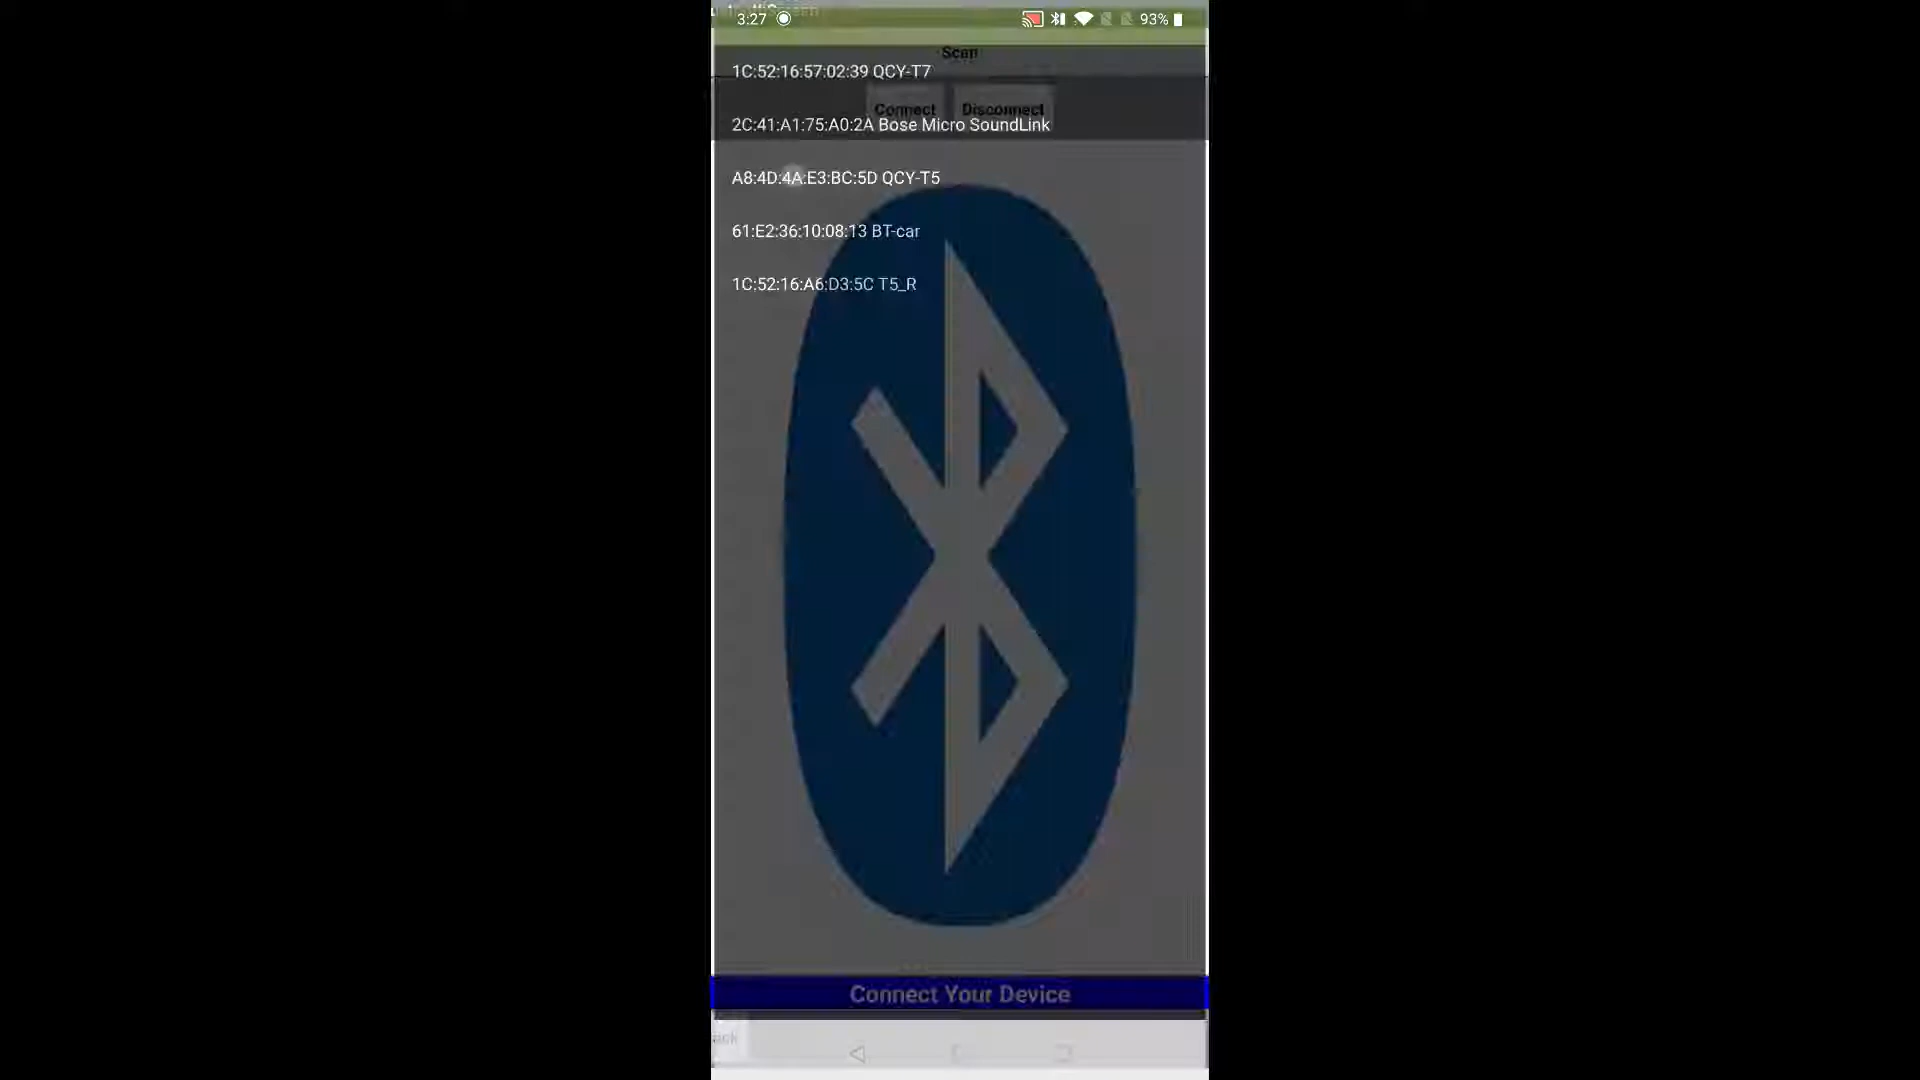 3:27
93%
Scan
1C:52:16:57:02:39 QCY-T7
Connect Disconnect
2C:41:A1:75:A0:2A Bose Micro SoundLink
A8:4D:4A:E3:BC:5D QCY-T5
61:E2:36:10:08:13 BT-car
1C:52:16:A6:D3:5C T5_R
Connect Your Device
ack